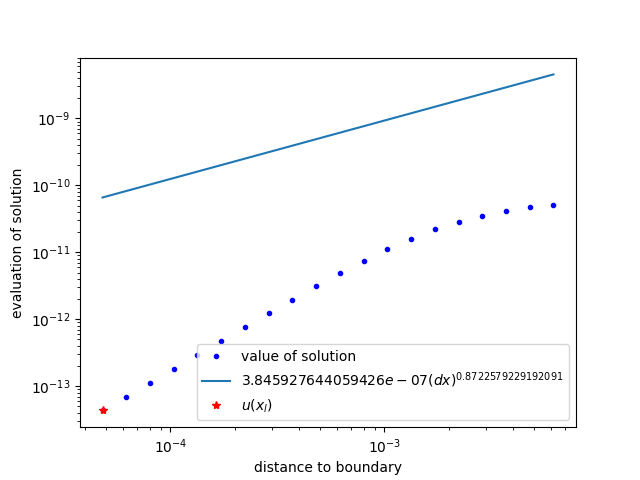 10⁻⁹
10⁻¹⁰
10⁻¹¹
10⁻¹²
10⁻¹³
evaluation of solution
value of solution
3.845927644059426e − 07(dx)^0.8722579229192091
u(x_l)
10⁻⁴ 10⁻³
distance to boundary